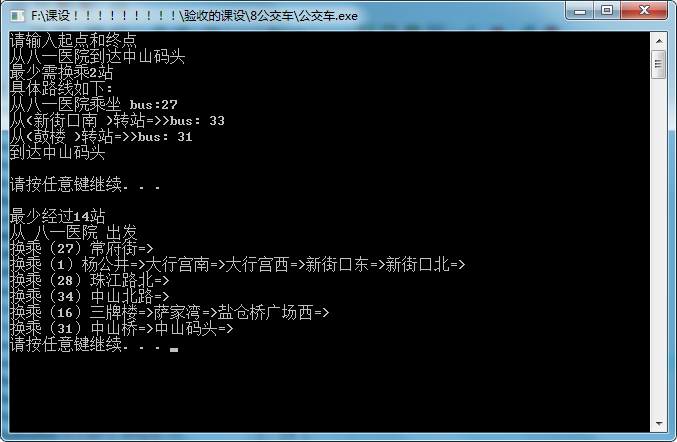 F:\课设！！！！！！！！！\验收的课设\8公交车\公交车.exe
请输入起点和终点
从八一医院到达中山码头
最少需换乘2站
具体路线如下:
从八一医院乘坐 bus:27
从<新街口南 >转站=>>bus: 33
从<鼓楼 >转站=>>bus: 31
到达中山码头
请按任意键继续. . .
最少经过14站
从 八一医院 出发
换乘（27）常府街=>
换乘（1）杨公井=>大行宫南=>大行宫西=>新街口东=>新街口北=>
换乘（28）珠江路北=>
换乘（34）中山北路=>
换乘（16）三牌楼=>萨家湾=>盐仓桥广场西=>
换乘（31）中山桥=>中山码头=>
请按任意键继续. . .